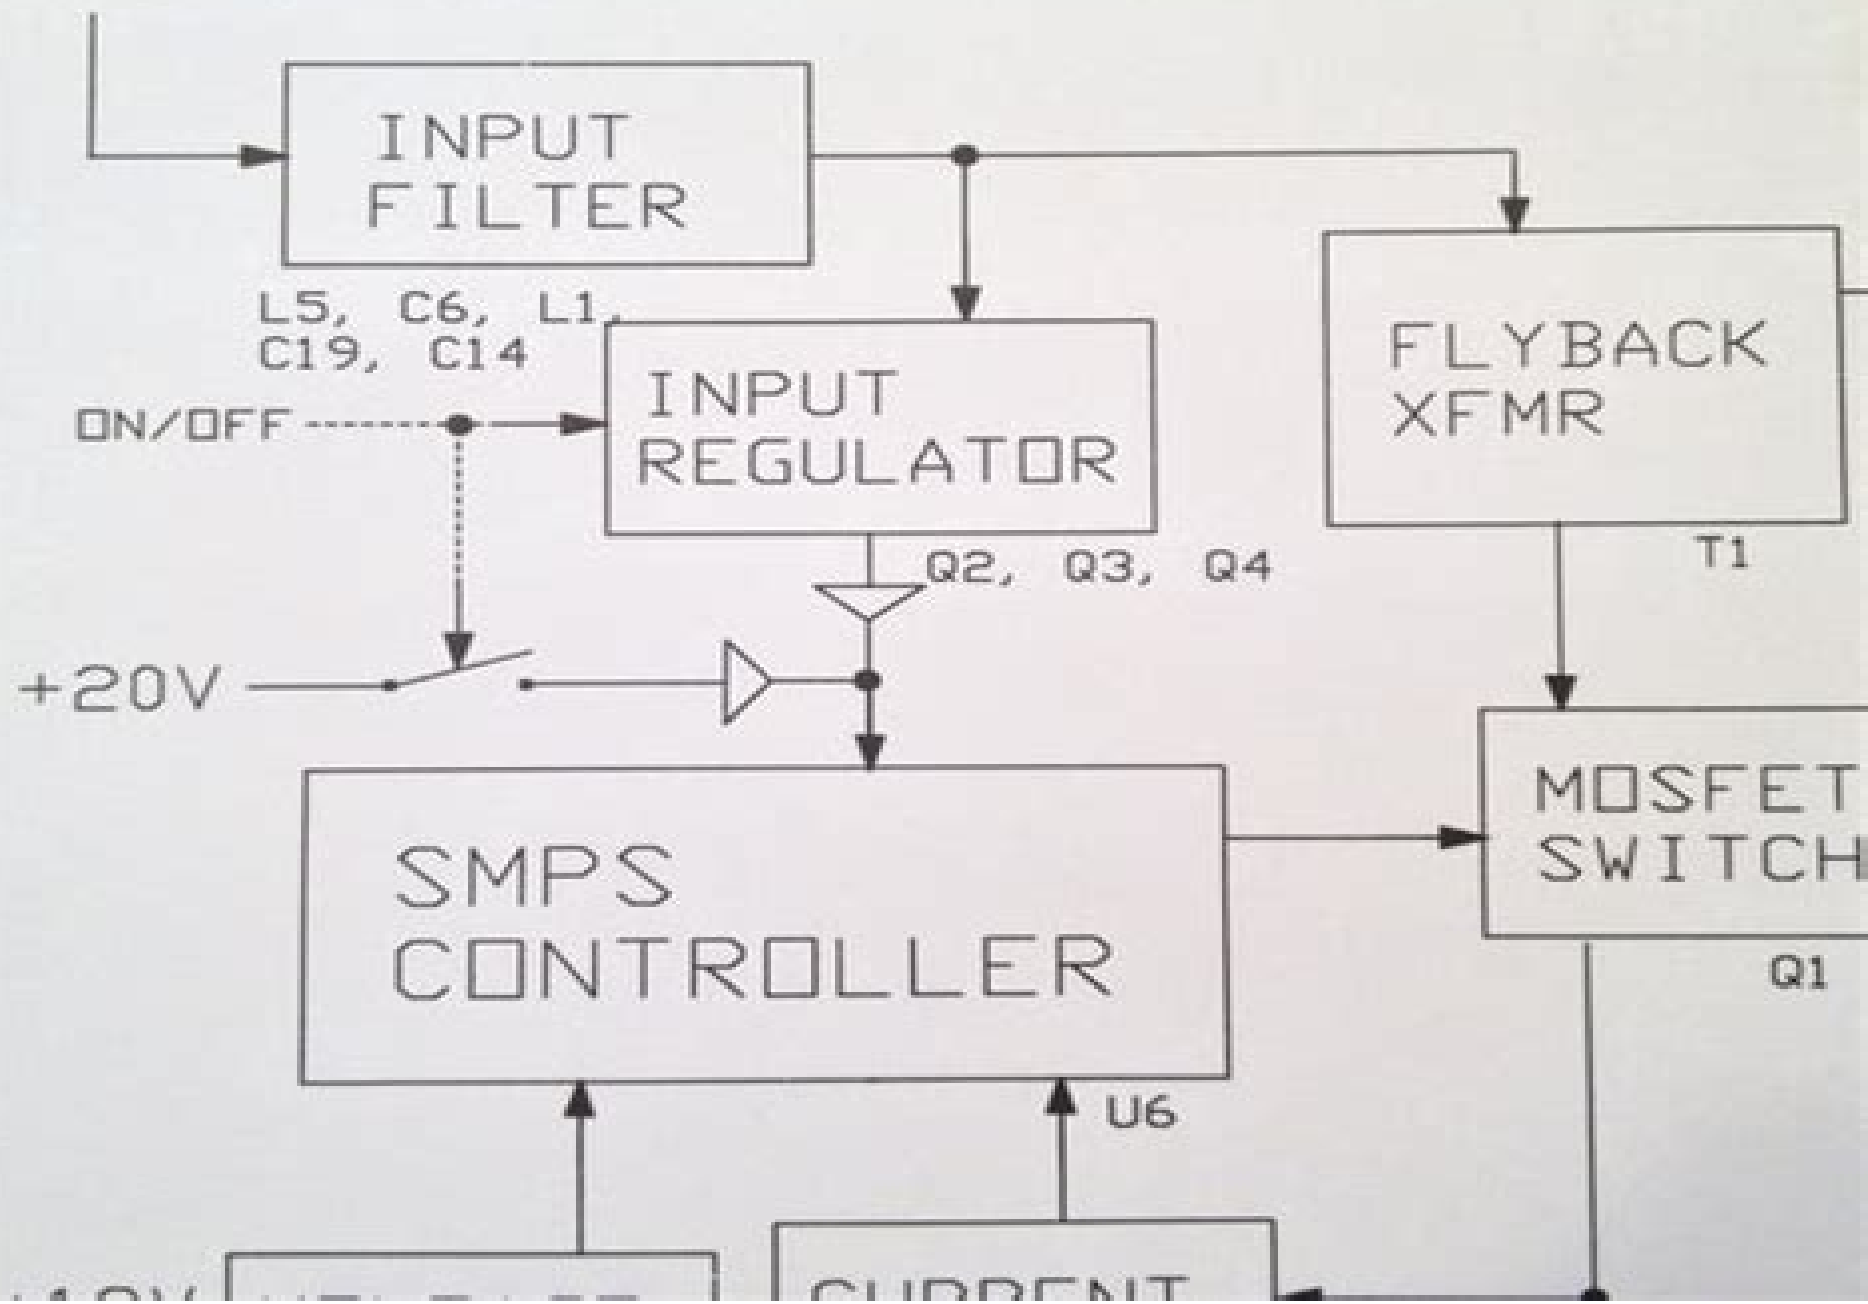 INPUT
FILTER
L5, C6, L1,
C19, C14
ON/OFF
INPUT
REGULATOR
Q2, Q3, Q4
FLYBACK
XFMR
T1
+20V
SMPS
CONTROLLER
U6
MOSFET
SWITCH
Q1
CURRENT